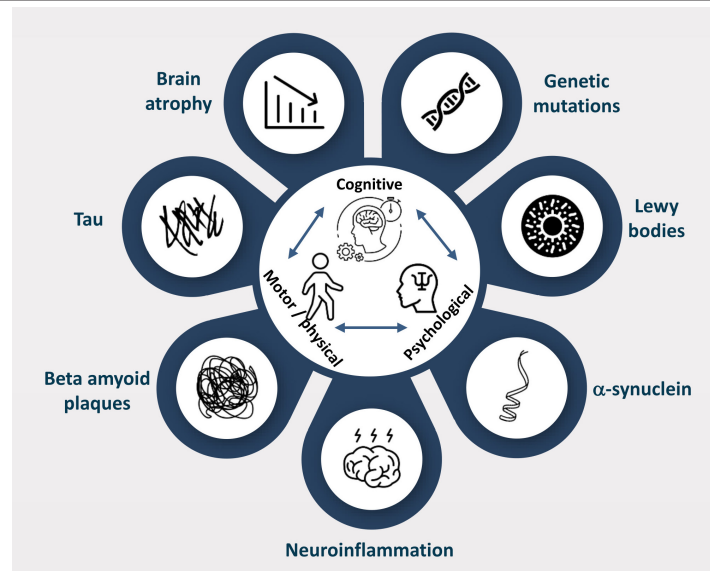 Brain
atrophy
Genetic
mutations
Cognitive
Tau
Lewy
bodies
Ψ
Motor / physical
Psychological
Beta amyoid
plaques
α-synuclein
Neuroinflammation